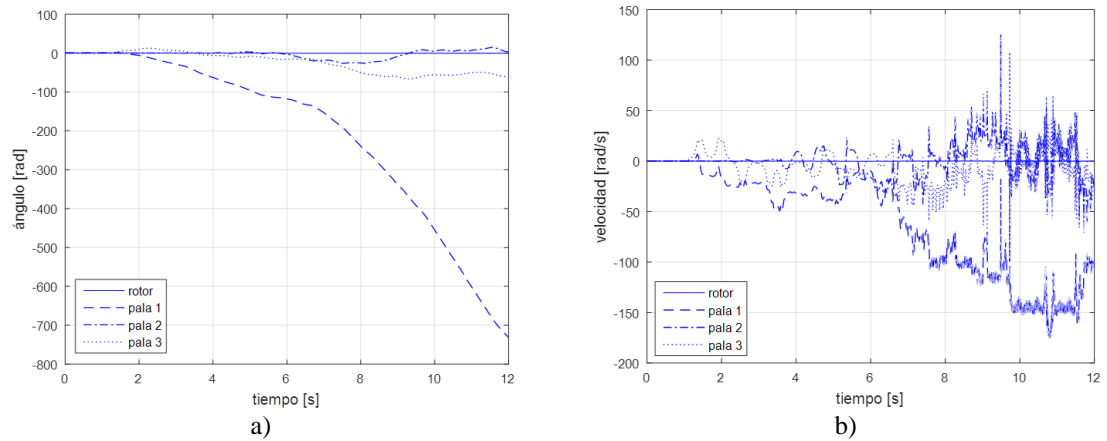 100
0
-100
-200
-300
-400
-500
-600
-700
-800
0
2
4
6
8
10
12
ángulo [rad]
tiempo [s]
rotor
pala 1
pala 2
pala 3
a)
150
100
50
0
-50
-100
-150
-200
0
2
4
6
8
10
12
velocidad [rad/s]
tiempo [s]
rotor
pala 1
pala 2
pala 3
b)